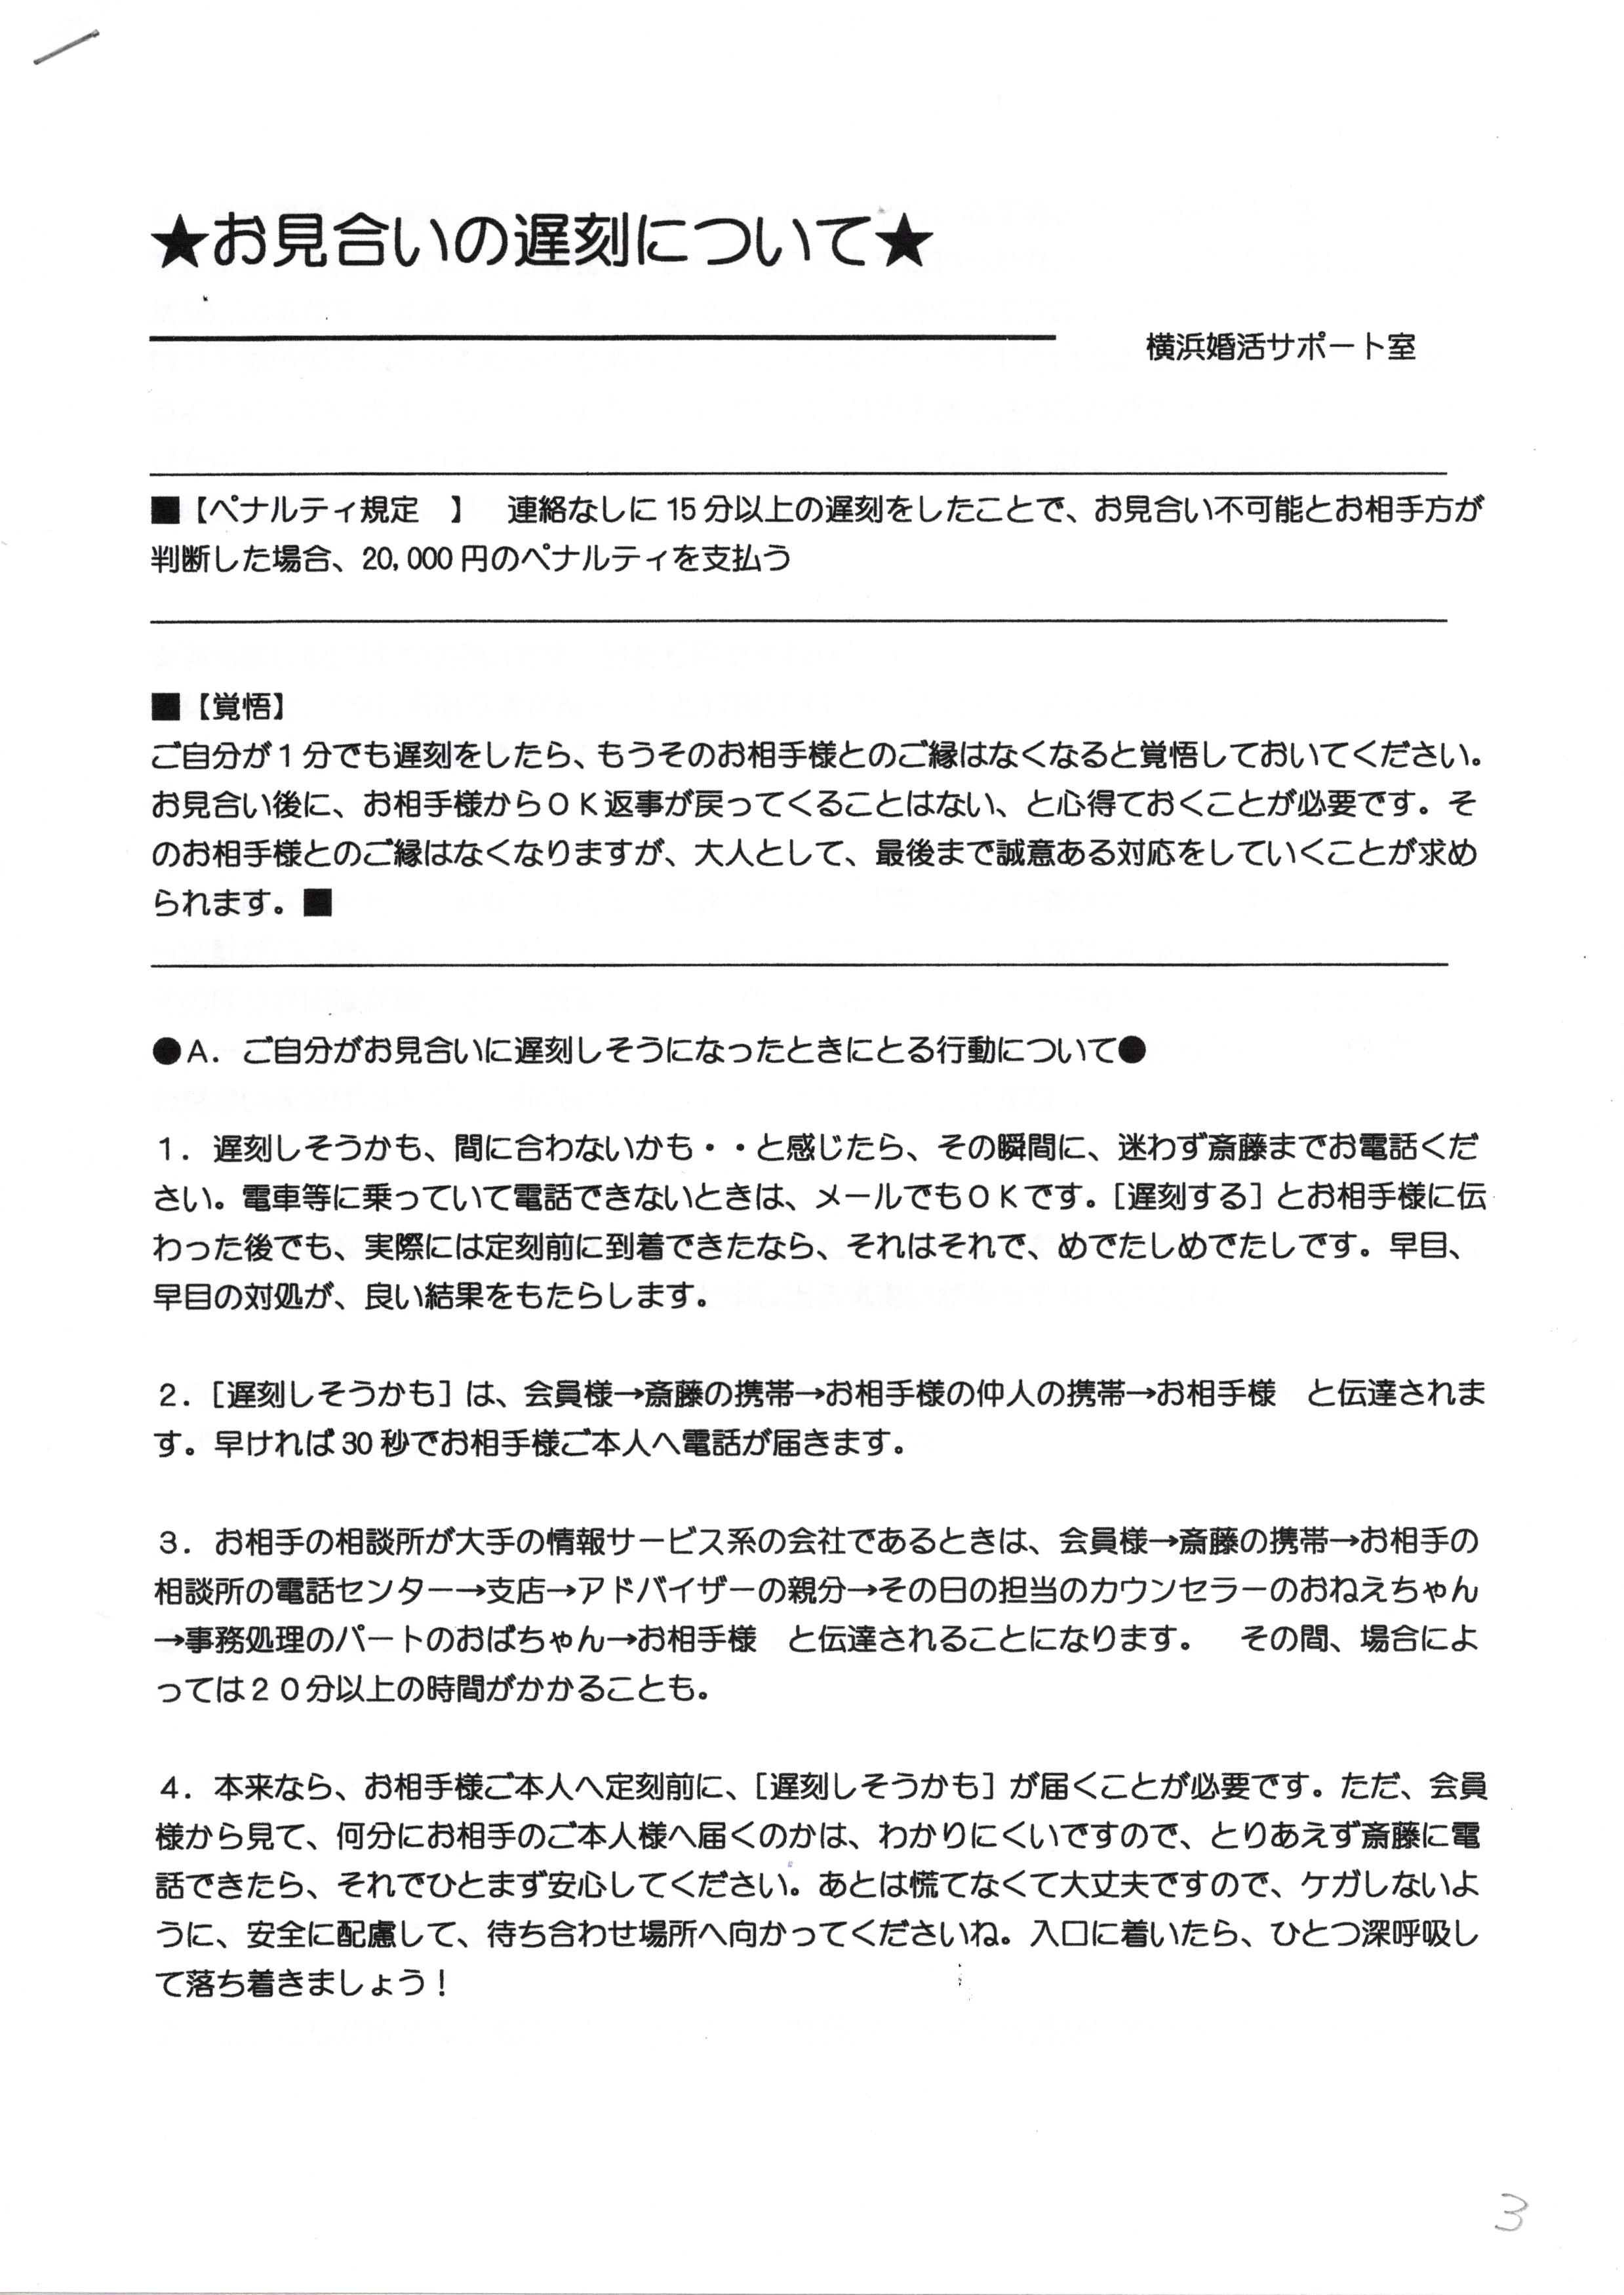 ★お見合いの遅刻について★
横浜婚活サポート室
■【ペナルティ規定　】　連絡なしに 15 分以上の遅刻をしたことで、お見合い不可能とお相手方が
判断した場合、20,000 円のペナルティを支払う
■【覚悟】
ご自分が１分でも遅刻をしたら、もうそのお相手様とのご縁はなくなると覚悟しておいてください。
お見合い後に、お相手様からＯＫ返事が戻ってくることはない、と心得ておくことが必要です。そ
のお相手様とのご縁はなくなりますが、大人として、最後まで誠意ある対応をしていくことが求め
られます。■
●Ａ．ご自分がお見合いに遅刻しそうになったときにとる行動について●
１．遅刻しそうかも、間に合わないかも・・と感じたら、その瞬間に、迷わず斎藤までお電話くだ
さい。電車等に乗っていて電話できないときは、メールでもＯＫです。［遅刻する］とお相手様に伝
わった後でも、実際には定刻前に到着できたなら、それはそれで、めでたしめでたしです。早目、
早目の対処が、良い結果をもたらします。
２．［遅刻しそうかも］は、会員様→斎藤の携帯→お相手様の仲人の携帯→お相手様　と伝達されま
す。早ければ 30 秒でお相手様ご本人へ電話が届きます。
３．お相手の相談所が大手の情報サービス系の会社であるときは、会員様→斎藤の携帯→お相手の
相談所の電話センター→支店→アドバイザーの親分→その日の担当のカウンセラーのおねえちゃん
→事務処理のパートのおばちゃん→お相手様　と伝達されることになります。　その間、場合によ
っては２０分以上の時間がかかることも。
４．本来なら、お相手様ご本人へ定刻前に、［遅刻しそうかも］が届くことが必要です。ただ、会員
様から見て、何分にお相手のご本人様へ届くのかは、わかりにくいですので、とりあえず斎藤に電
話できたら、それでひとまず安心してください。あとは慌てなくて大丈夫ですので、ケガしないよ
うに、安全に配慮して、待ち合わせ場所へ向かってくださいね。入口に着いたら、ひとつ深呼吸し
て落ち着きましょう！
3